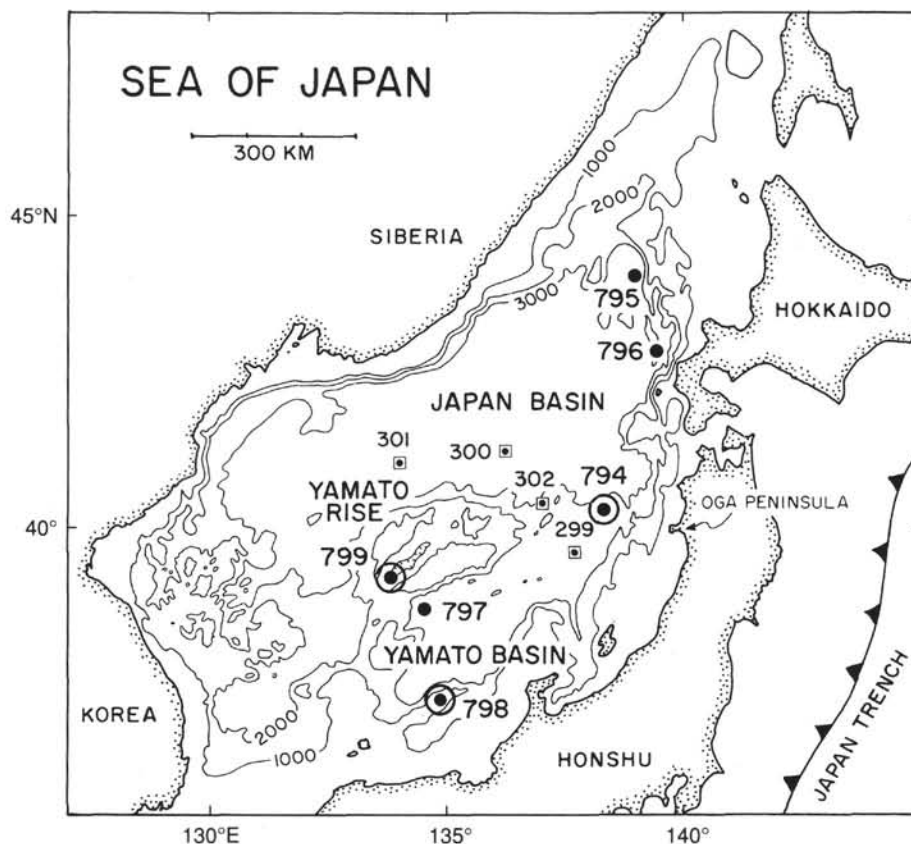 SEA OF JAPAN
300 KM
1000
2000
45°N
SIBERIA
3000
795
HOKKAIDO
796
JAPAN BASIN
301
300
302
794
YAMATO
RISE
OGA PENINSULA
40°
299
799
797
YAMATO BASIN
798
KOREA
2000
1000
HONSHU
JAPAN TRENCH
130°E
135°
140°